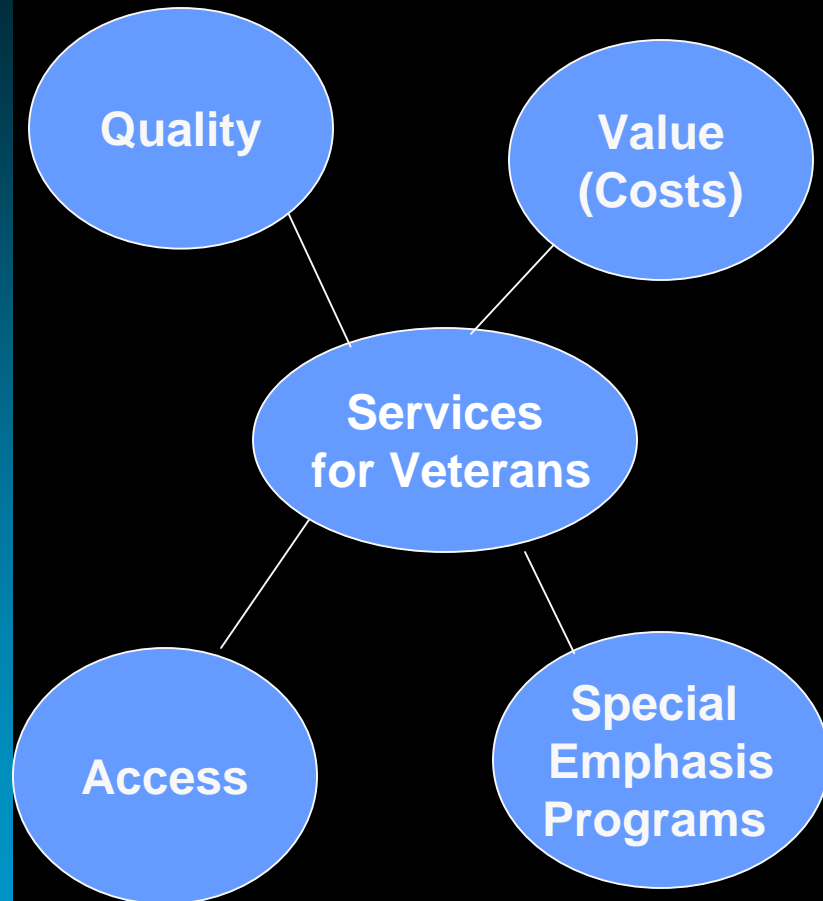 Quality
Value
(Costs)
Services
for Veterans
Access
Special
Emphasis
Programs